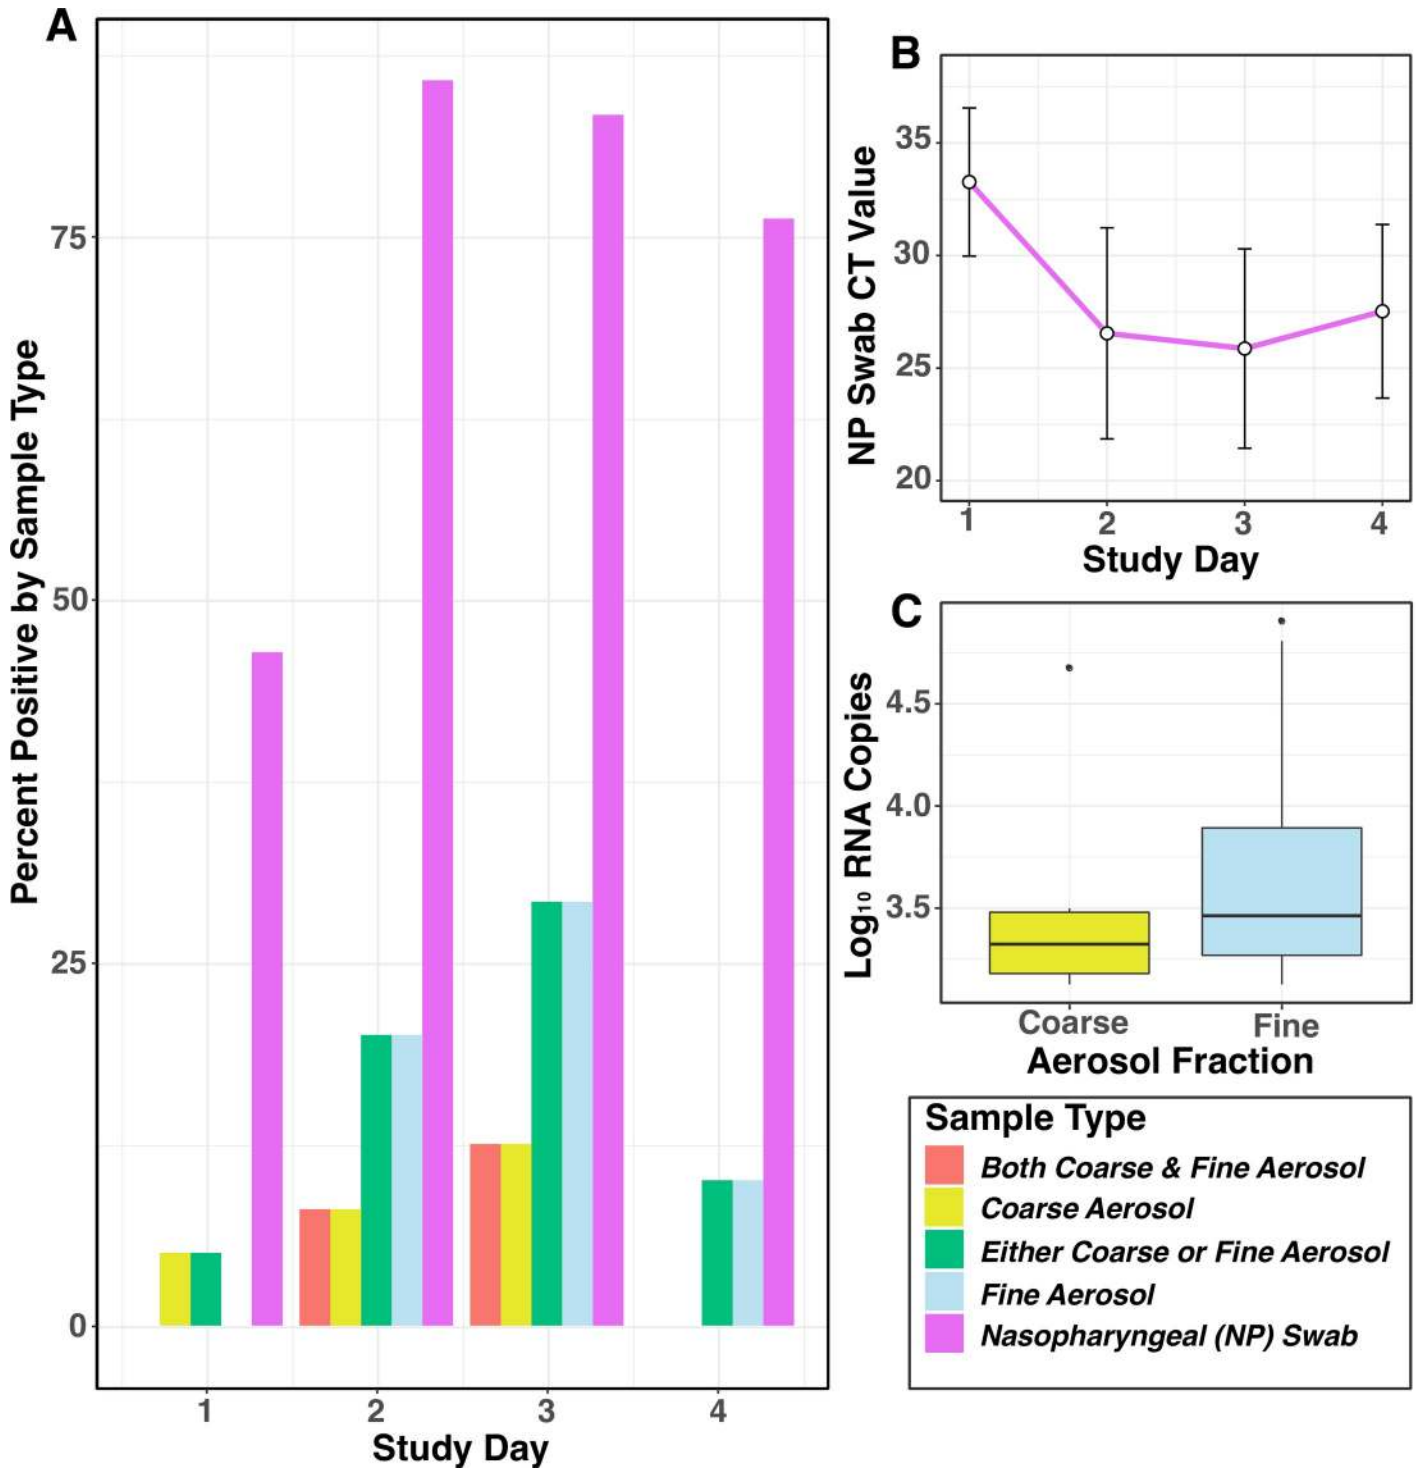 A
Percent Positive by Sample Type
75
50
25
0
1 2 3 4
Study Day
B
NP Swab CT Value
35
30
25
20
1 2 3 4
Study Day
C
Log₁₀ RNA Copies
4.5
4.0
3.5
Coarse Fine
Aerosol Fraction
Sample Type
Both Coarse & Fine Aerosol
Coarse Aerosol
Either Coarse or Fine Aerosol
Fine Aerosol
Nasopharyngeal (NP) Swab